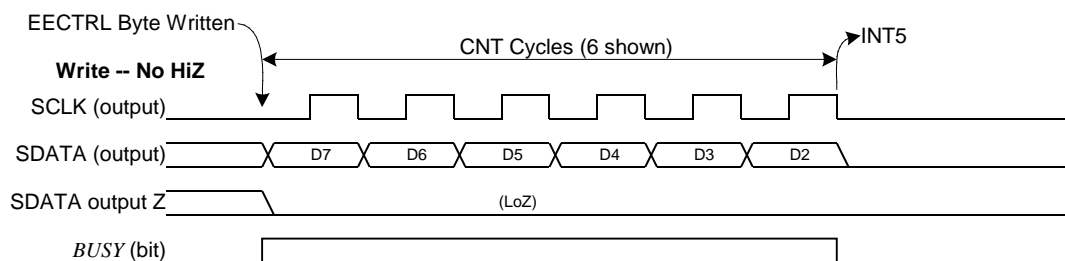 EECTRL Byte Written
CNT Cycles (6 shown)
INT5
Write -- No HiZ
SCLK (output)
SDATA (output)
D7 D6 D5 D4 D3 D2
SDATA output Z
(LoZ)
BUSY (bit)